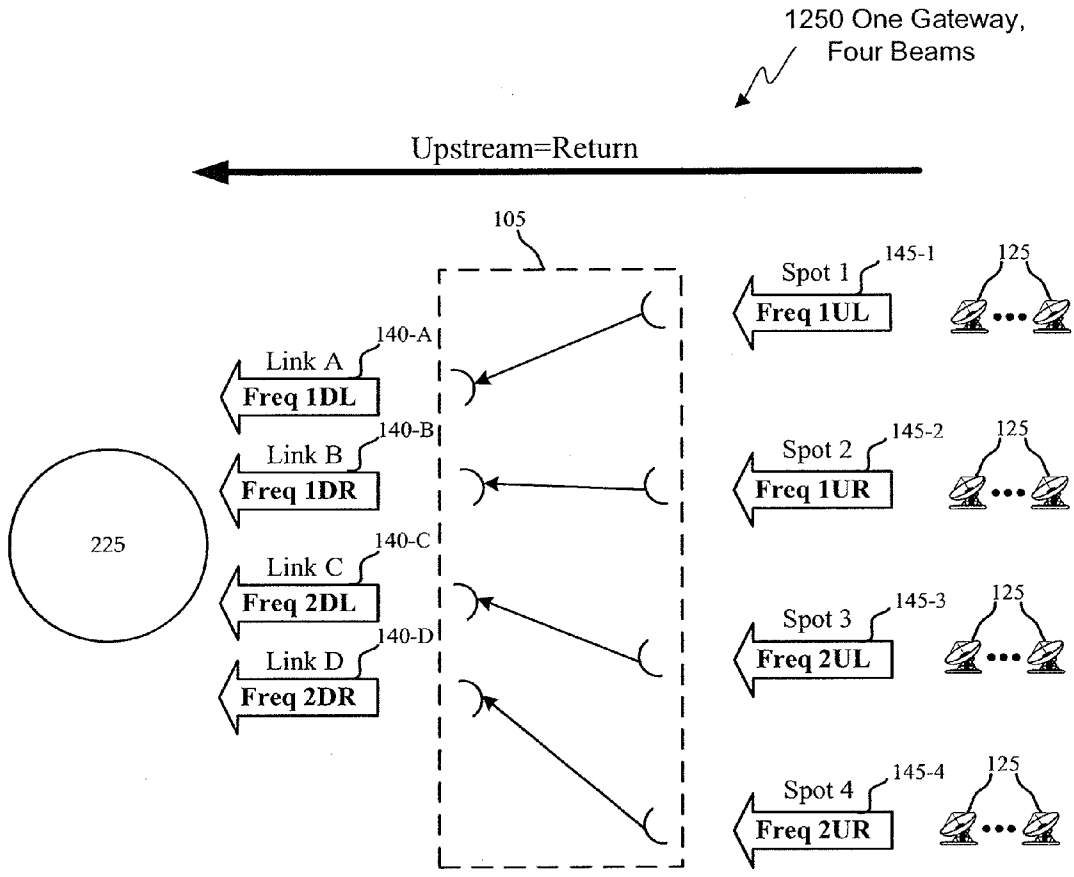 1250 One Gateway,
Four Beams
Upstream=Return
105
Spot 1
145-1
125
Freq 1UL
140-A
Link A
Freq 1DL
140-B
Link B
Freq 1DR
Spot 2
145-2
125
Freq 1UR
225
140-C
Link C
Freq 2DL
Spot 3
145-3
125
Freq 2UL
140-D
Link D
Freq 2DR
Spot 4
145-4
125
Freq 2UR